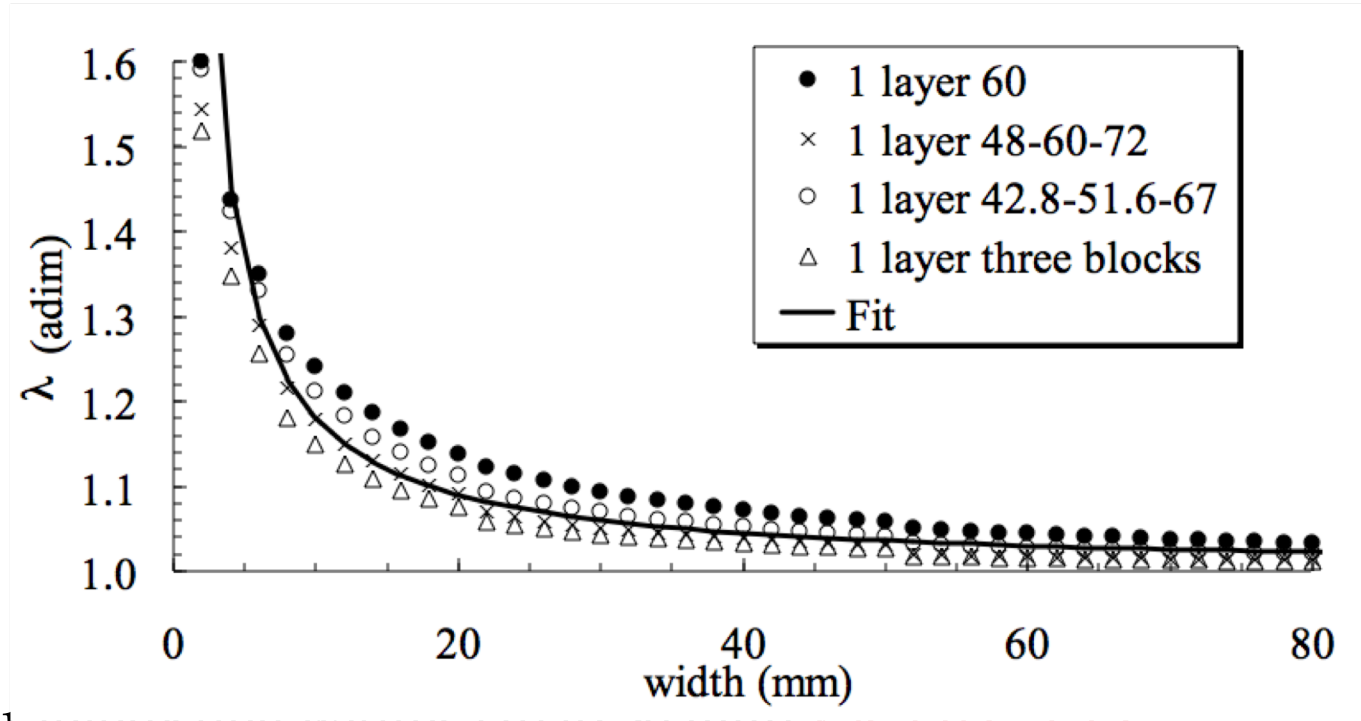 1.6
1.5
1.4
1.3
1.2
1.1
1.0
λ (adim)
1 layer 60
1 layer 48-60-72
1 layer 42.8-51.6-67
1 layer three blocks
Fit
0 20 40 60 80
width (mm)